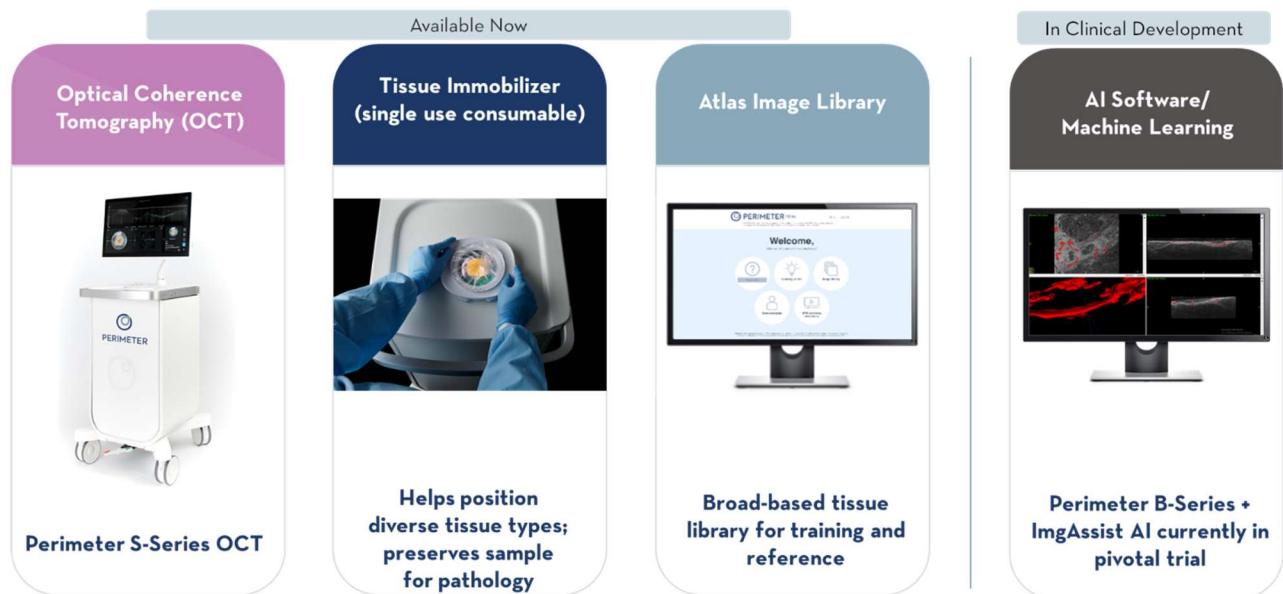 Available Now
In Clinical Development
Optical Coherence
Tomography (OCT)
PERIMETER
Perimeter S-Series OCT
Tissue Immobilizer
(single use consumable)
Helps position
diverse tissue types;
preserves sample
for pathology
Atlas Image Library
PERIMETER
Welcome,
Broad-based tissue
library for training and
reference
AI Software/
Machine Learning
Perimeter B-Series +
ImgAssist AI currently in
pivotal trial